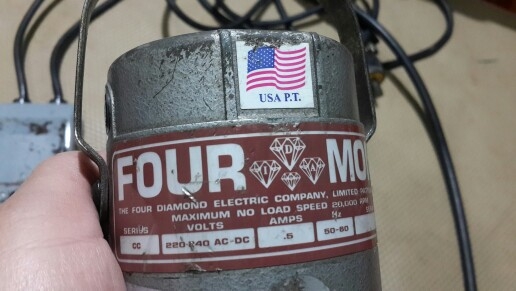 USA P.T.
FOUR D I A MO
THE FOUR DIAMOND ELECTRIC COMPANY, LIMITED
MAXIMUM NO LOAD SPEED 20,000
SERIES VOLTS AMPS Hz
CC 220-240 AC-DC .5 50-60